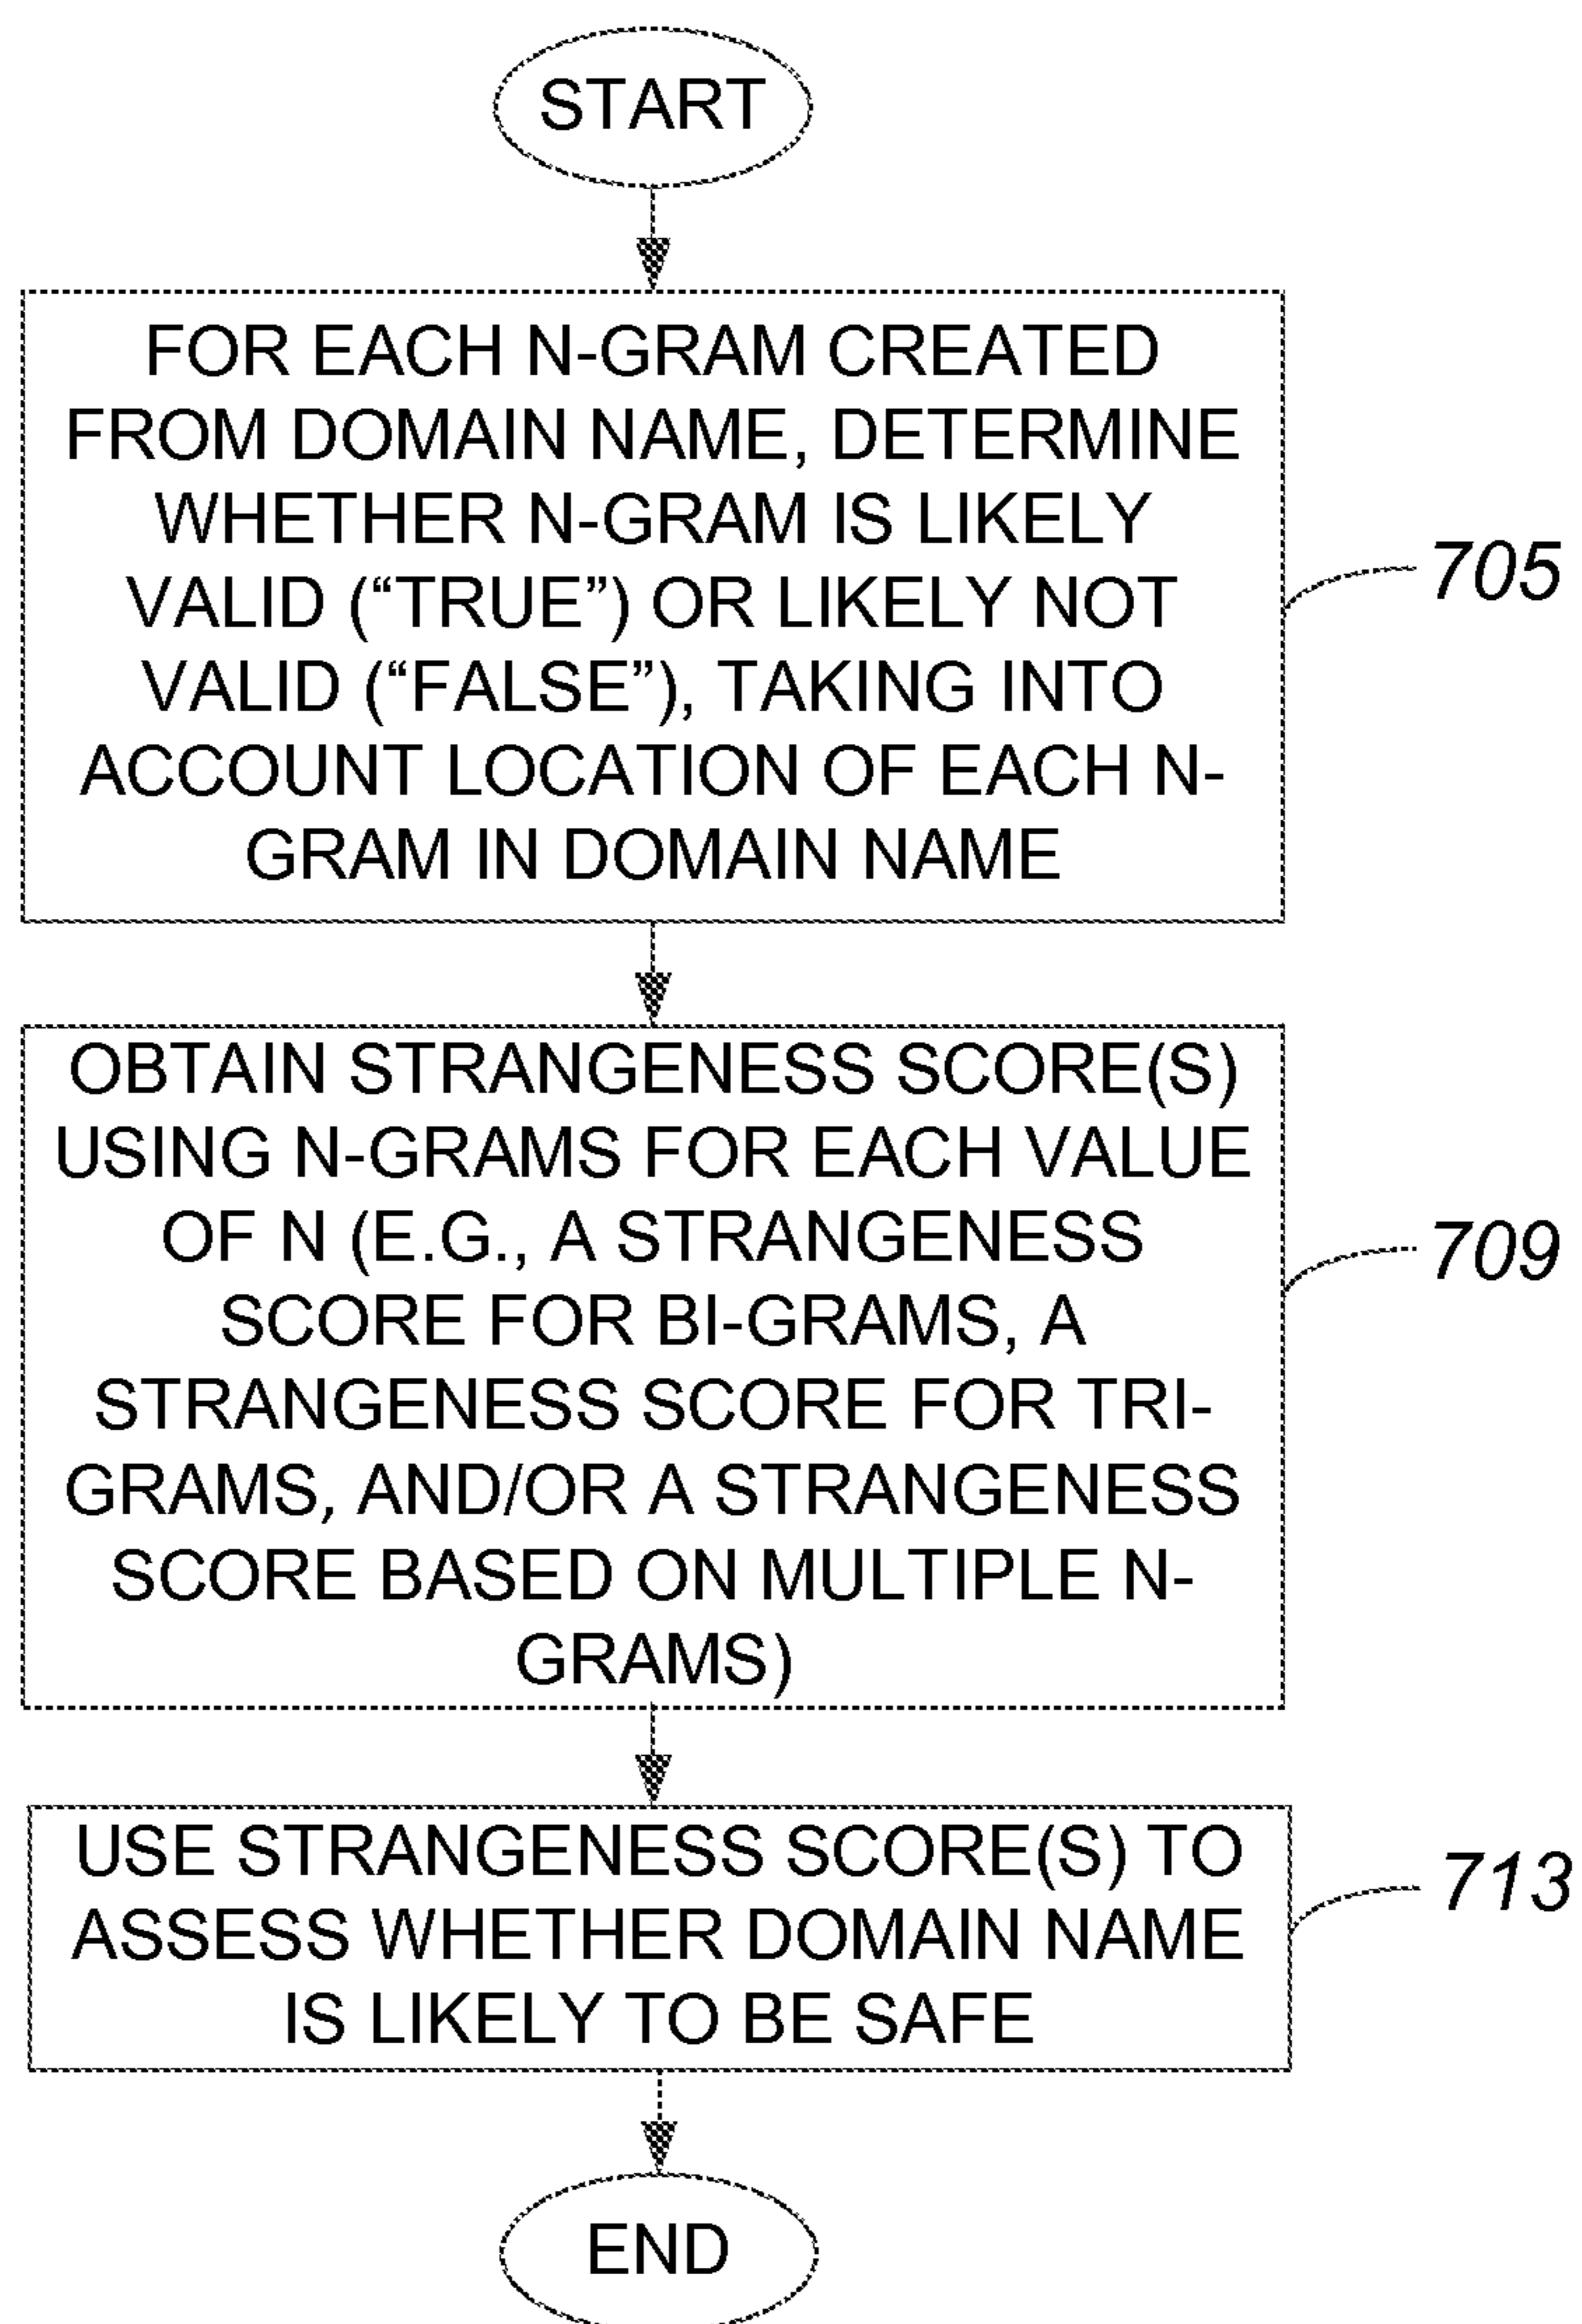 START
FOR EACH N-GRAM CREATED
FROM DOMAIN NAME, DETERMINE
WHETHER N-GRAM IS LIKELY
VALID (“TRUE”) OR LIKELY NOT
VALID (“FALSE”), TAKING INTO
ACCOUNT LOCATION OF EACH N-
GRAM IN DOMAIN NAME
705
OBTAIN STRANGENESS SCORE(S)
USING N-GRAMS FOR EACH VALUE
OF N (E.G., A STRANGENESS
SCORE FOR BI-GRAMS, A
STRANGENESS SCORE FOR TRI-
GRAMS, AND/OR A STRANGENESS
SCORE BASED ON MULTIPLE N-
GRAMS)
709
USE STRANGENESS SCORE(S) TO
ASSESS WHETHER DOMAIN NAME
IS LIKELY TO BE SAFE
713
END